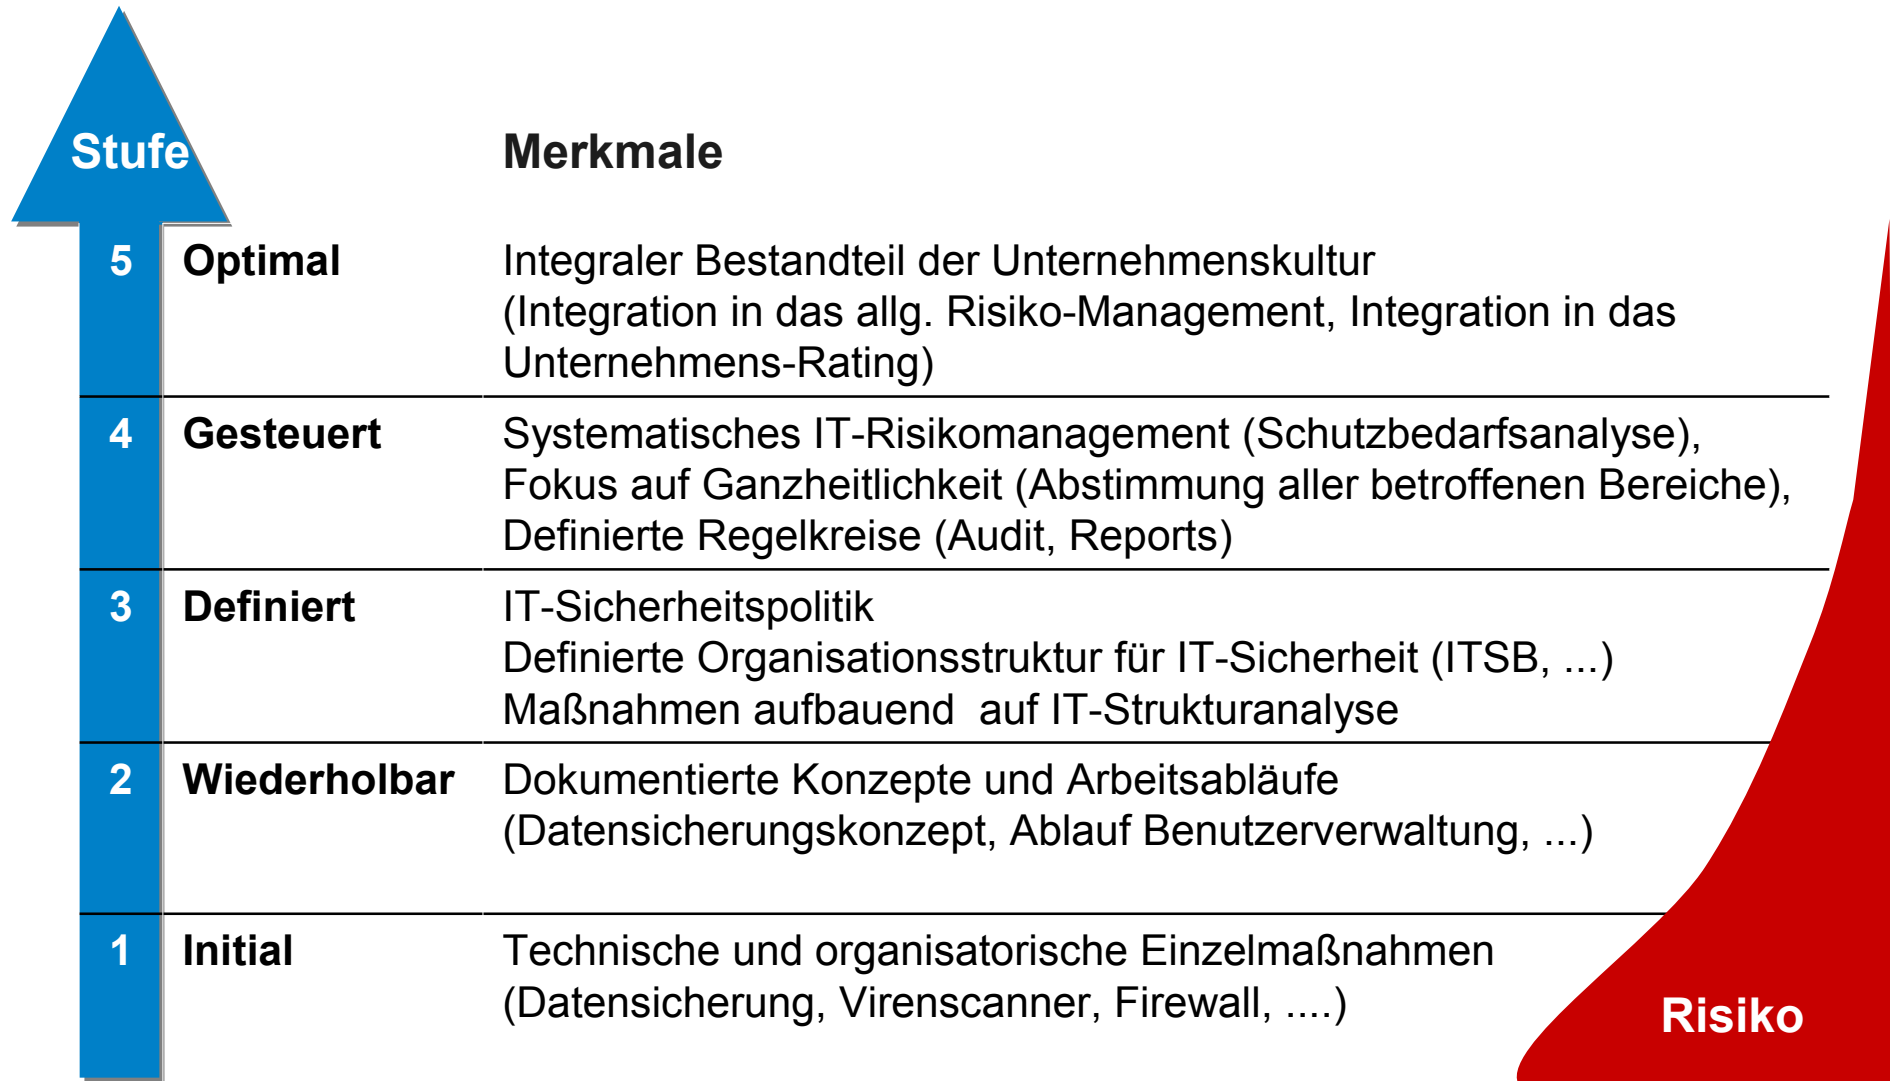 Stufe
Merkmale
5 Optimal Integraler Bestandteil der Unternehmenskultur
(Integration in das allg. Risiko-Management, Integration in das
Unternehmens-Rating)
4 Gesteuert Systematisches IT-Risikomanagement (Schutzbedarfsanalyse),
Fokus auf Ganzheitlichkeit (Abstimmung aller betroffenen Bereiche),
Definierte Regelkreise (Audit, Reports)
3 Definiert IT-Sicherheitspolitik
Definierte Organisationsstruktur für IT-Sicherheit (ITSB, ...)
Maßnahmen aufbauend  auf IT-Strukturanalyse
2 Wiederholbar Dokumentierte Konzepte und Arbeitsabläufe
(Datensicherungskonzept, Ablauf Benutzerverwaltung, ...)
1 Initial Technische und organisatorische Einzelmaßnahmen
(Datensicherung, Virenscanner, Firewall, ....)
Risiko